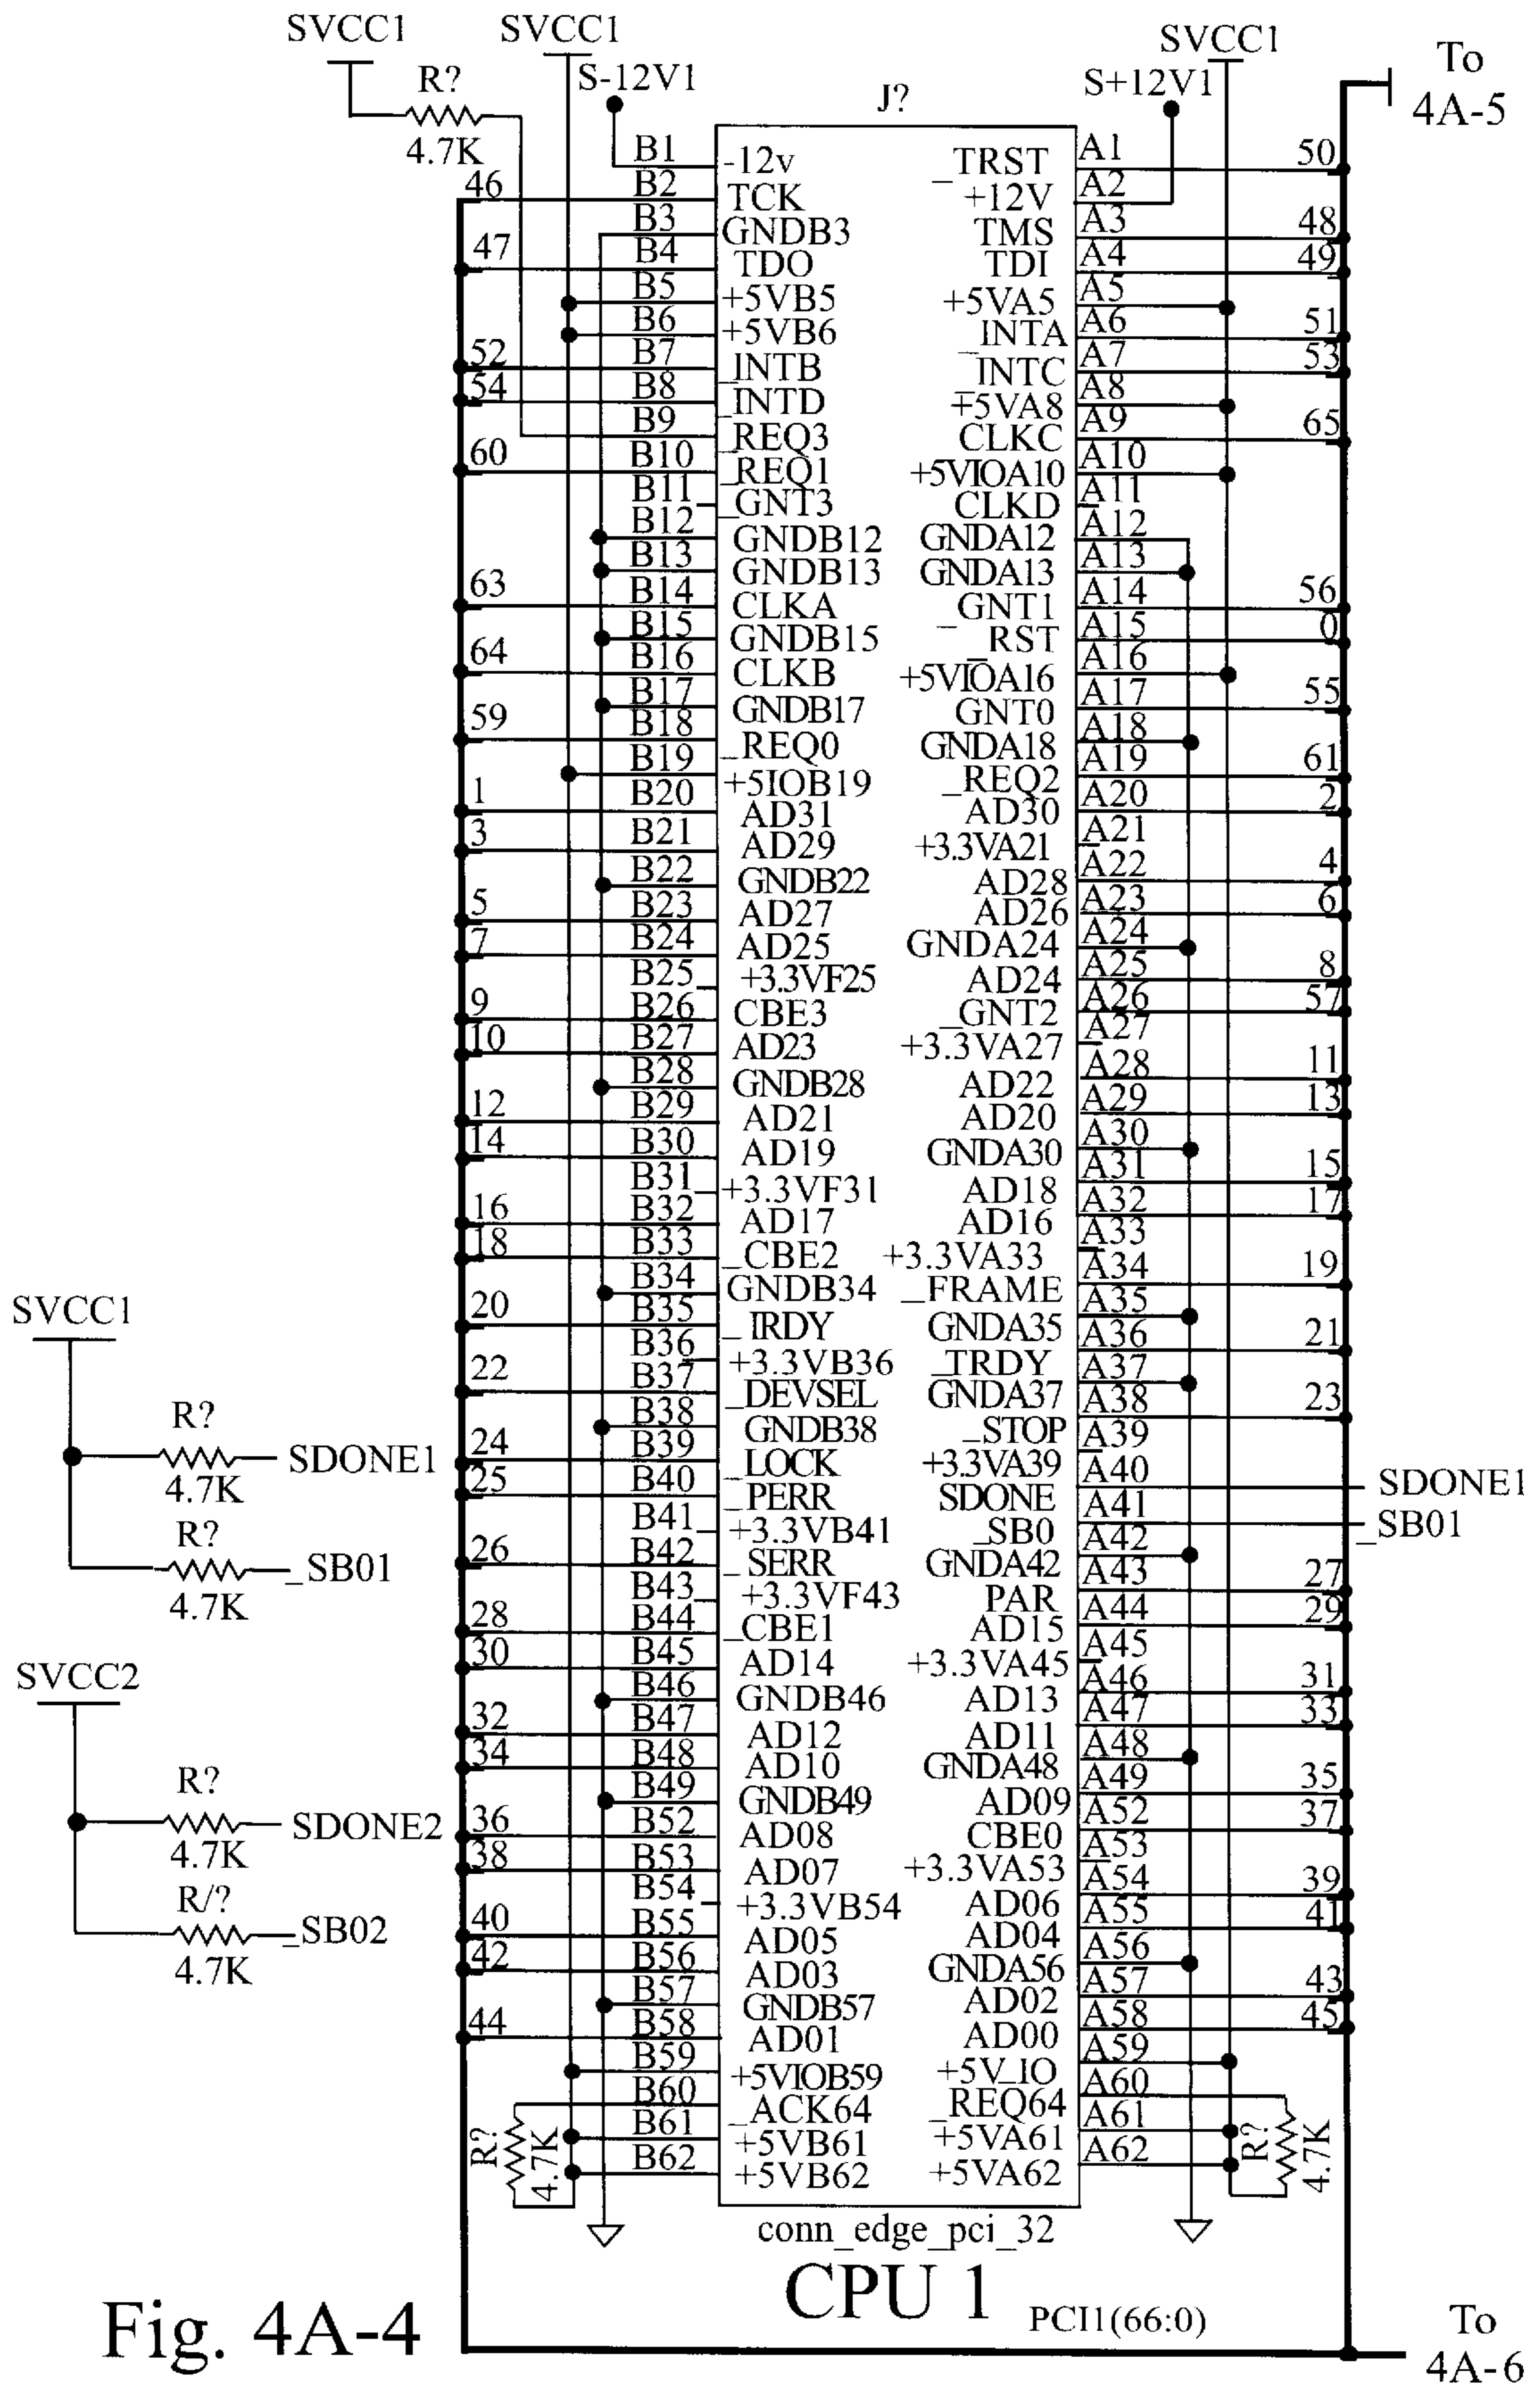 SVCC1
SVCC1
SVCC1
To
4A-5
S-12V1
S+12V1
R?
4.7K
J?
46 B1 -12v _TRST A1 50
B2 TCK +12V A2
B3 GNDB3 TMS A3 48
47 B4 TDO TDI A4 49
B5 +5VB5 +5VA5 A5
B6 +5VB6 _INTA A6 51
52 B7 _INTB _INTC A7 53
54 B8 _INTD +5VA8 A8
B9 _REQ3 CLKC A9 65
60 B10 _REQ1 +5VIOA10 A10
B11 _GNT3 CLKD A11
B12 GNDB12 GNDA12 A12
B13 GNDB13 GNDA13 A13
63 B14 CLKA _GNT1 A14 56
B15 GNDB15 _RST A15 0
64 B16 CLKB +5VIOA16 A16
B17 GNDB17 GNT0 A17 55
59 B18 _REQ0 GNDA18 A18
B19 +5IOB19 _REQ2 A19 61
1 B20 AD31 AD30 A20 2
3 B21 AD29 +3.3VA21 A21
B22 GNDB22 AD28 A22 4
5 B23 AD27 AD26 A23 6
7 B24 AD25 GNDA24 A24
B25 +3.3VF25 AD24 A25 8
9 B26 CBE3 _GNT2 A26 57
10 B27 AD23 +3.3VA27 A27
B28 GNDB28 AD22 A28 11
12 B29 AD21 AD20 A29 13
14 B30 AD19 GNDA30 A30
B31 +3.3VF31 AD18 A31 15
16 B32 AD17 AD16 A32 17
18 B33 _CBE2 +3.3VA33 A33
B34 GNDB34 _FRAME A34 19
20 B35 _IRDY GNDA35 A35
B36 +3.3VB36 _TRDY A36 21
22 B37 _DEVSEL GNDA37 A37
B38 GNDB38 _STOP A38 23
24 B39 _LOCK +3.3VA39 A39
25 B40 _PERR SDONE A40 SDONE1
B41 +3.3VB41 _SB0 A41 _SB01
26 B42 _SERR GNDA42 A42
B43 +3.3VF43 PAR A43 27
28 B44 _CBE1 AD15 A44 29
30 B45 AD14 +3.3VA45 A45
B46 GNDB46 AD13 A46 31
32 B47 AD12 AD11 A47 33
34 B48 AD10 GNDA48 A48
B49 GNDB49 AD09 A49 35
36 B52 AD08 CBE0 A52 37
38 B53 AD07 +3.3VA53 A53
B54 +3.3VB54 AD06 A54 39
40 B55 AD05 AD04 A55 41
42 B56 AD03 GNDA56 A56
B57 GNDB57 AD02 A57 43
44 B58 AD01 AD00 A58 45
B59 +5VIOB59 +5V_IO A59
B60 _ACK64 _REQ64 A60
B61 +5VB61 +5VA61 A61
B62 +5VB62 +5VA62 A62
R?
4.7K
R?
4.7K
SVCC1
R?
SDONE1
4.7K
R?
_SB01
4.7K
SVCC2
R?
SDONE2
4.7K
R/?
_SB02
4.7K
conn_edge_pci_32
CPU 1
PCI1(66:0)
Fig. 4A-4
To
4A-6